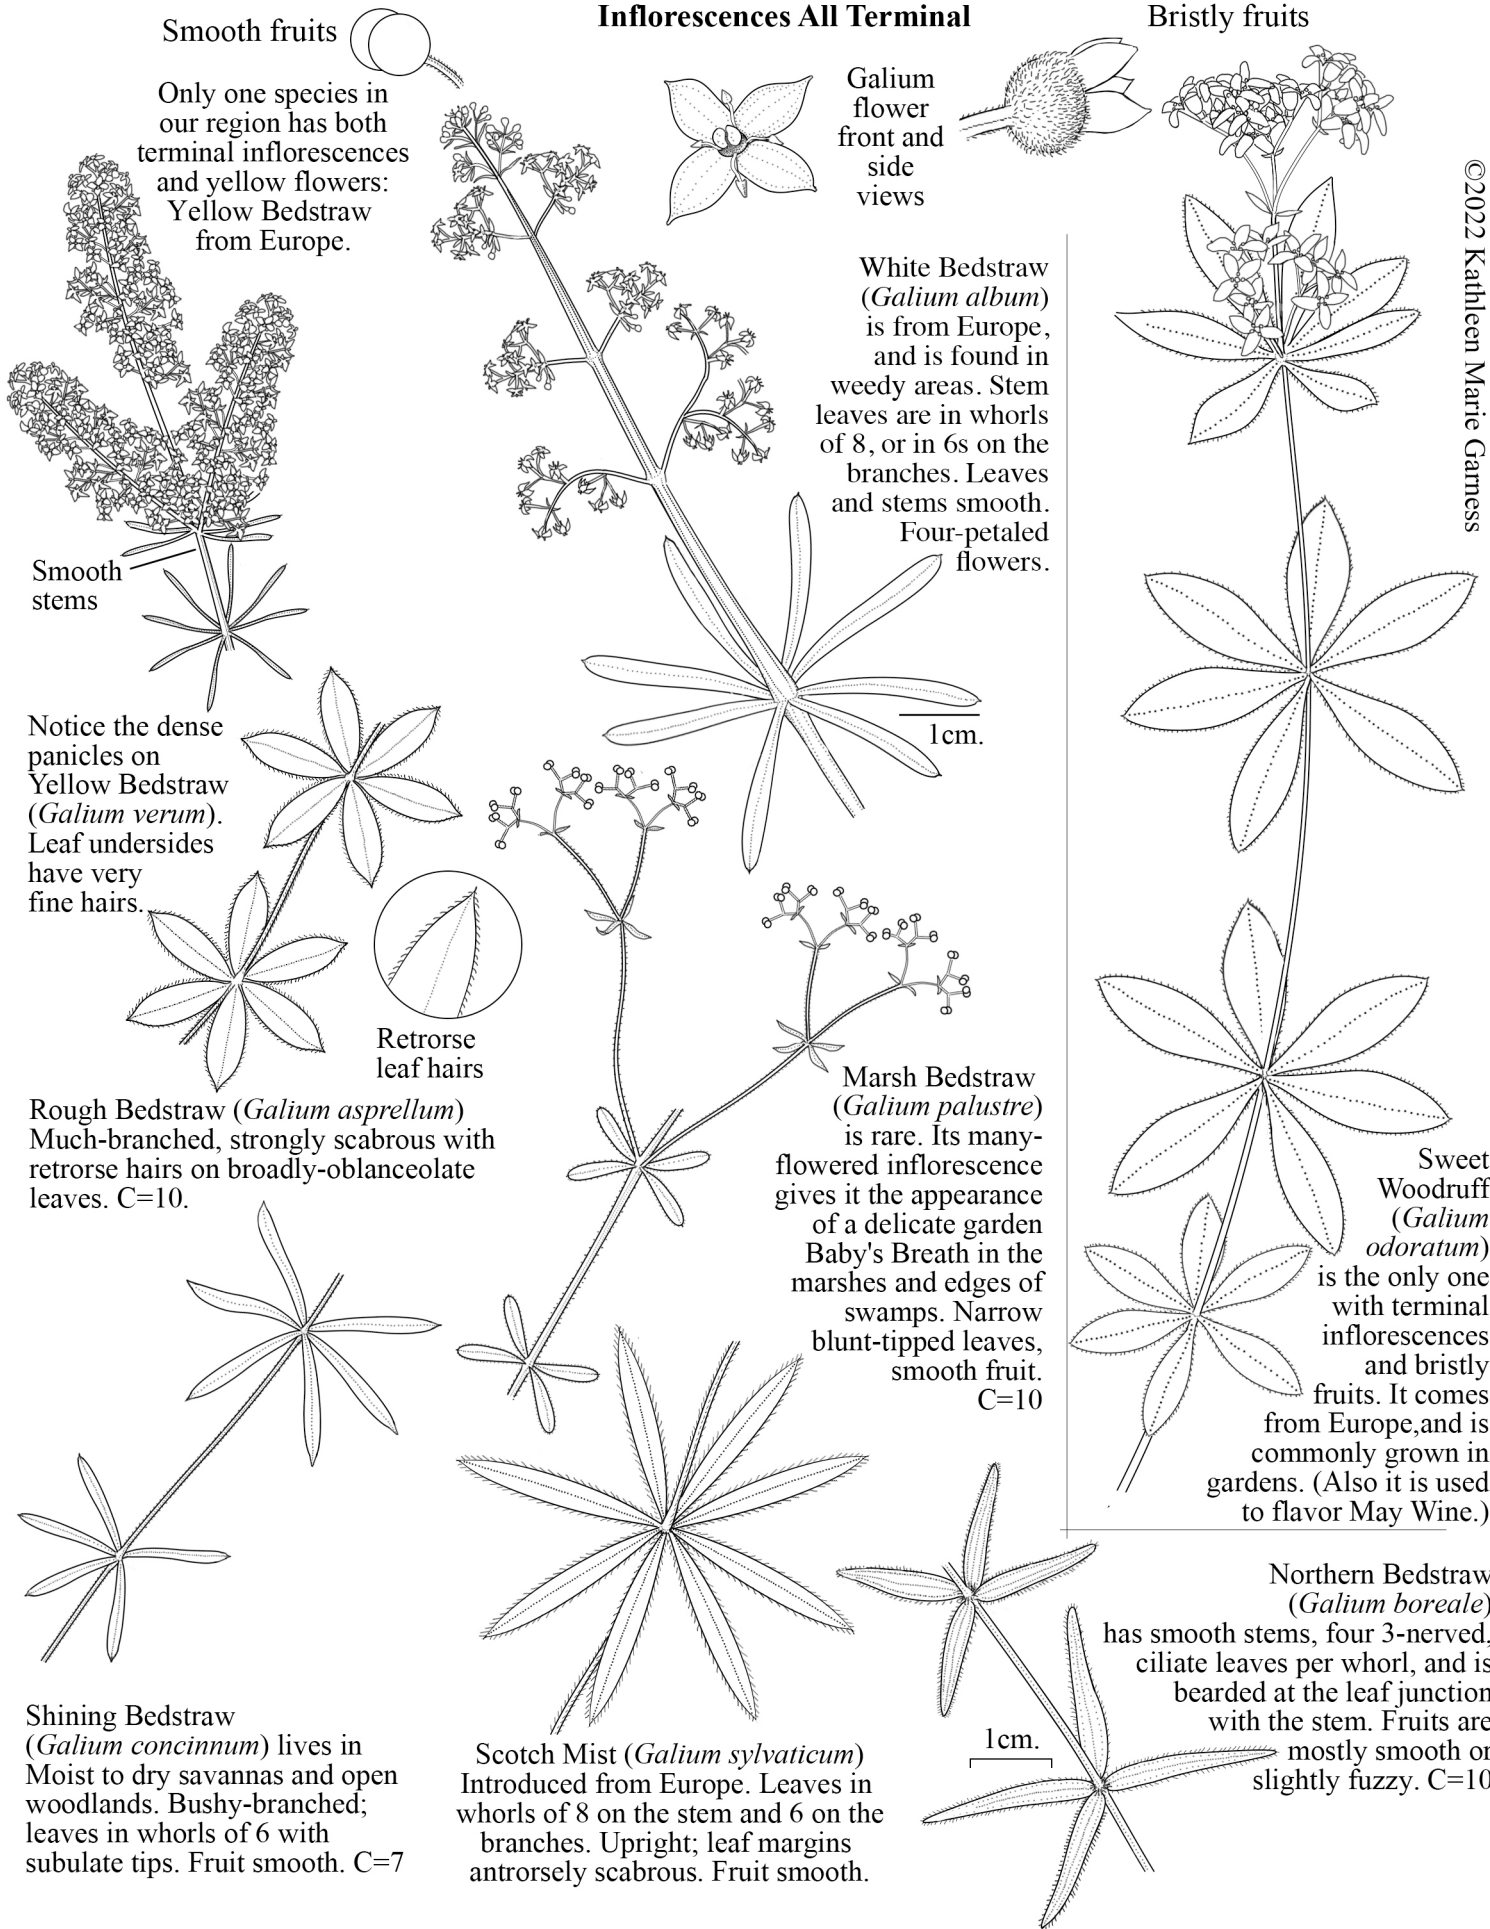 Inflorescences All Terminal
Smooth fruits
Bristly fruits
Only one species in
our region has both
terminal inflorescences
and yellow flowers:
Yellow Bedstraw
from Europe.
Galium
flower
front and
side
views
©2022 Kathleen Marie Garness
White Bedstraw
(Galium album)
is from Europe,
and is found in
weedy areas. Stem
leaves are in whorls
of 8, or in 6s on the
branches. Leaves
and stems smooth.
Four-petaled
flowers.
Smooth
stems
1cm.
Notice the dense
panicles on
Yellow Bedstraw
(Galium verum).
Leaf undersides
have very
fine hairs.
Retrorse
leaf hairs
Rough Bedstraw (Galium asprellum)
Much-branched, strongly scabrous with
retrorse hairs on broadly-oblanceolate
leaves. C=10.
Marsh Bedstraw
(Galium palustre)
is rare. Its many-
flowered inflorescence
gives it the appearance
of a delicate garden
Baby's Breath in the
marshes and edges of
swamps. Narrow
blunt-tipped leaves,
smooth fruit.
C=10
Sweet
Woodruff
(Galium
odoratum)
is the only one
with terminal
inflorescences
and bristly
fruits. It comes
from Europe,and is
commonly grown in
gardens. (Also it is used
to flavor May Wine.)
Northern Bedstraw
(Galium boreale)
has smooth stems, four 3-nerved,
ciliate leaves per whorl, and is
bearded at the leaf junction
with the stem. Fruits are
mostly smooth or
slightly fuzzy. C=10
1cm.
Shining Bedstraw
(Galium concinnum) lives in
Moist to dry savannas and open
woodlands. Bushy-branched;
leaves in whorls of 6 with
subulate tips. Fruit smooth. C=7
Scotch Mist (Galium sylvaticum)
Introduced from Europe. Leaves in
whorls of 8 on the stem and 6 on the
branches. Upright; leaf margins
antrorsely scabrous. Fruit smooth.